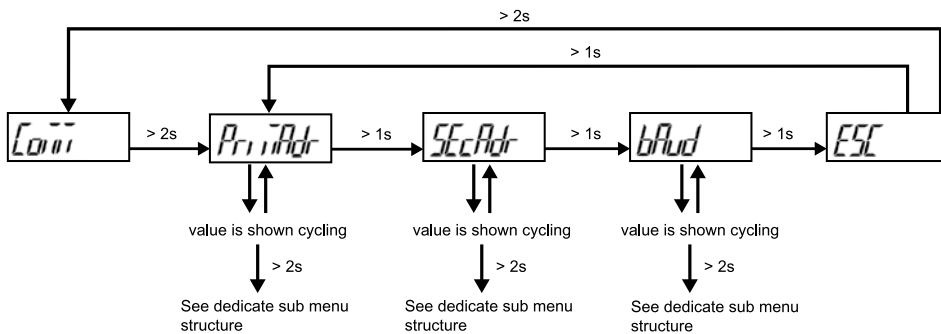 > 2s
> 1s
Comm > 2s PrimAdr > 1s SEcAdr > 1s bAud > 1s ESC
value is shown cycling value is shown cycling value is shown cycling
> 2s > 2s > 2s
See dedicate sub menu See dedicate sub menu See dedicate sub menu
structure structure structure